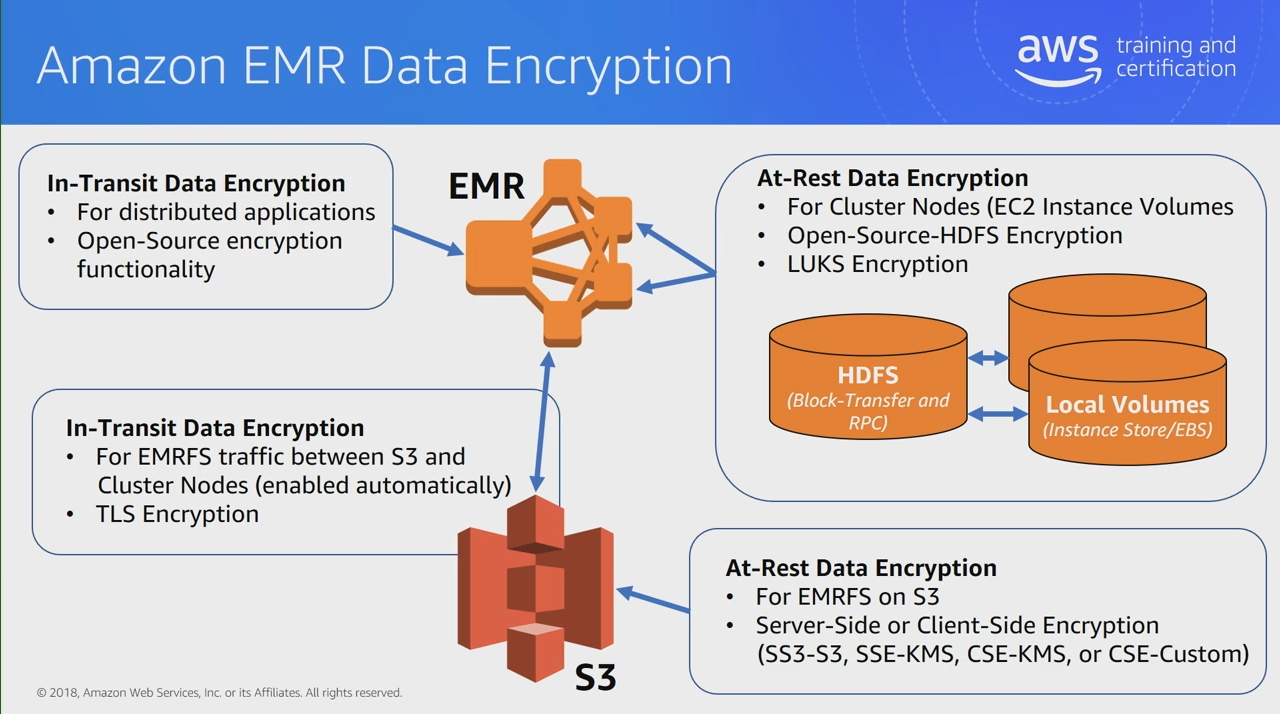 Amazon EMR Data Encryption
aws training and
certification
In-Transit Data Encryption
• For distributed applications
• Open-Source encryption
functionality
EMR
At-Rest Data Encryption
• For Cluster Nodes (EC2 Instance Volumes
• Open-Source-HDFS Encryption
• LUKS Encryption
HDFS
(Block-Transfer and
RPC)
Local Volumes
(Instance Store/EBS)
In-Transit Data Encryption
• For EMRFS traffic between S3 and
Cluster Nodes (enabled automatically)
• TLS Encryption
S3
At-Rest Data Encryption
• For EMRFS on S3
• Server-Side or Client-Side Encryption
(SS3-S3, SSE-KMS, CSE-KMS, or CSE-Custom)
© 2018, Amazon Web Services, Inc. or its Affiliates. All rights reserved.